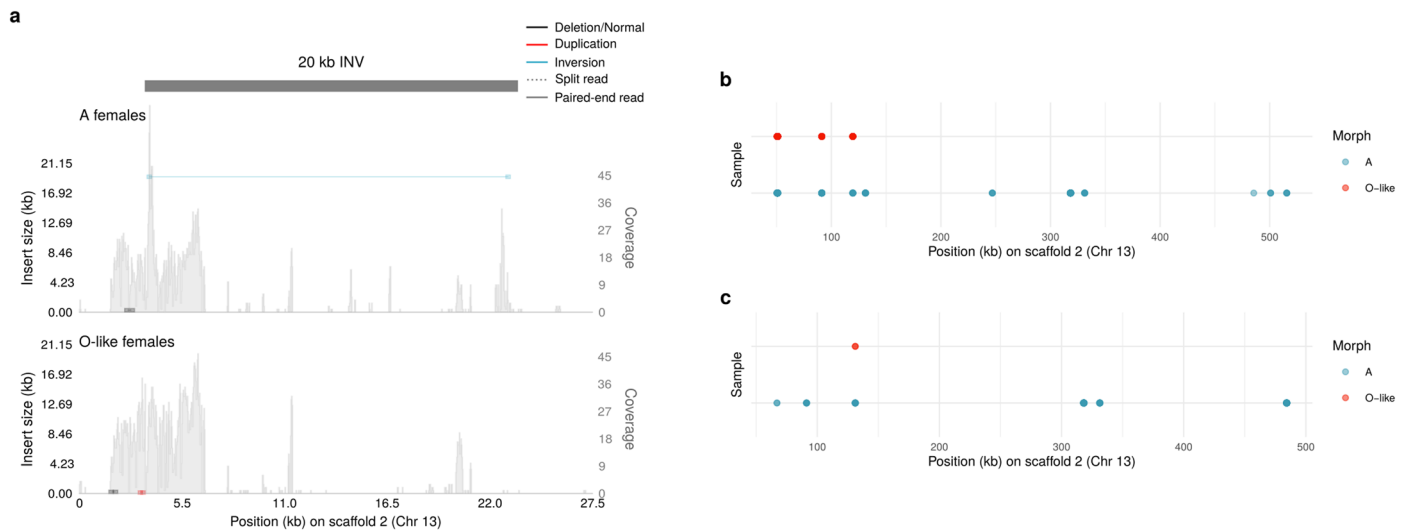 a
Deletion/Normal
Duplication
Inversion
Split read
Paired-end read
20 kb INV
A females
21.15
16.92
12.69
8.46
4.23
0.00
Insert size (kb)
45
36
27
18
9
0
Coverage
O-like females
21.15
16.92
12.69
8.46
4.23
0.00
Insert size (kb)
45
36
27
18
9
0
Coverage
0 5.5 11.0 16.5 22.0 27.5
Position (kb) on scaffold 2 (Chr 13)
b
Sample
100 200 300 400 500
Position (kb) on scaffold 2 (Chr 13)
Morph
A
O-like
c
Sample
100 200 300 400 500
Position (kb) on scaffold 2 (Chr 13)
Morph
A
O-like